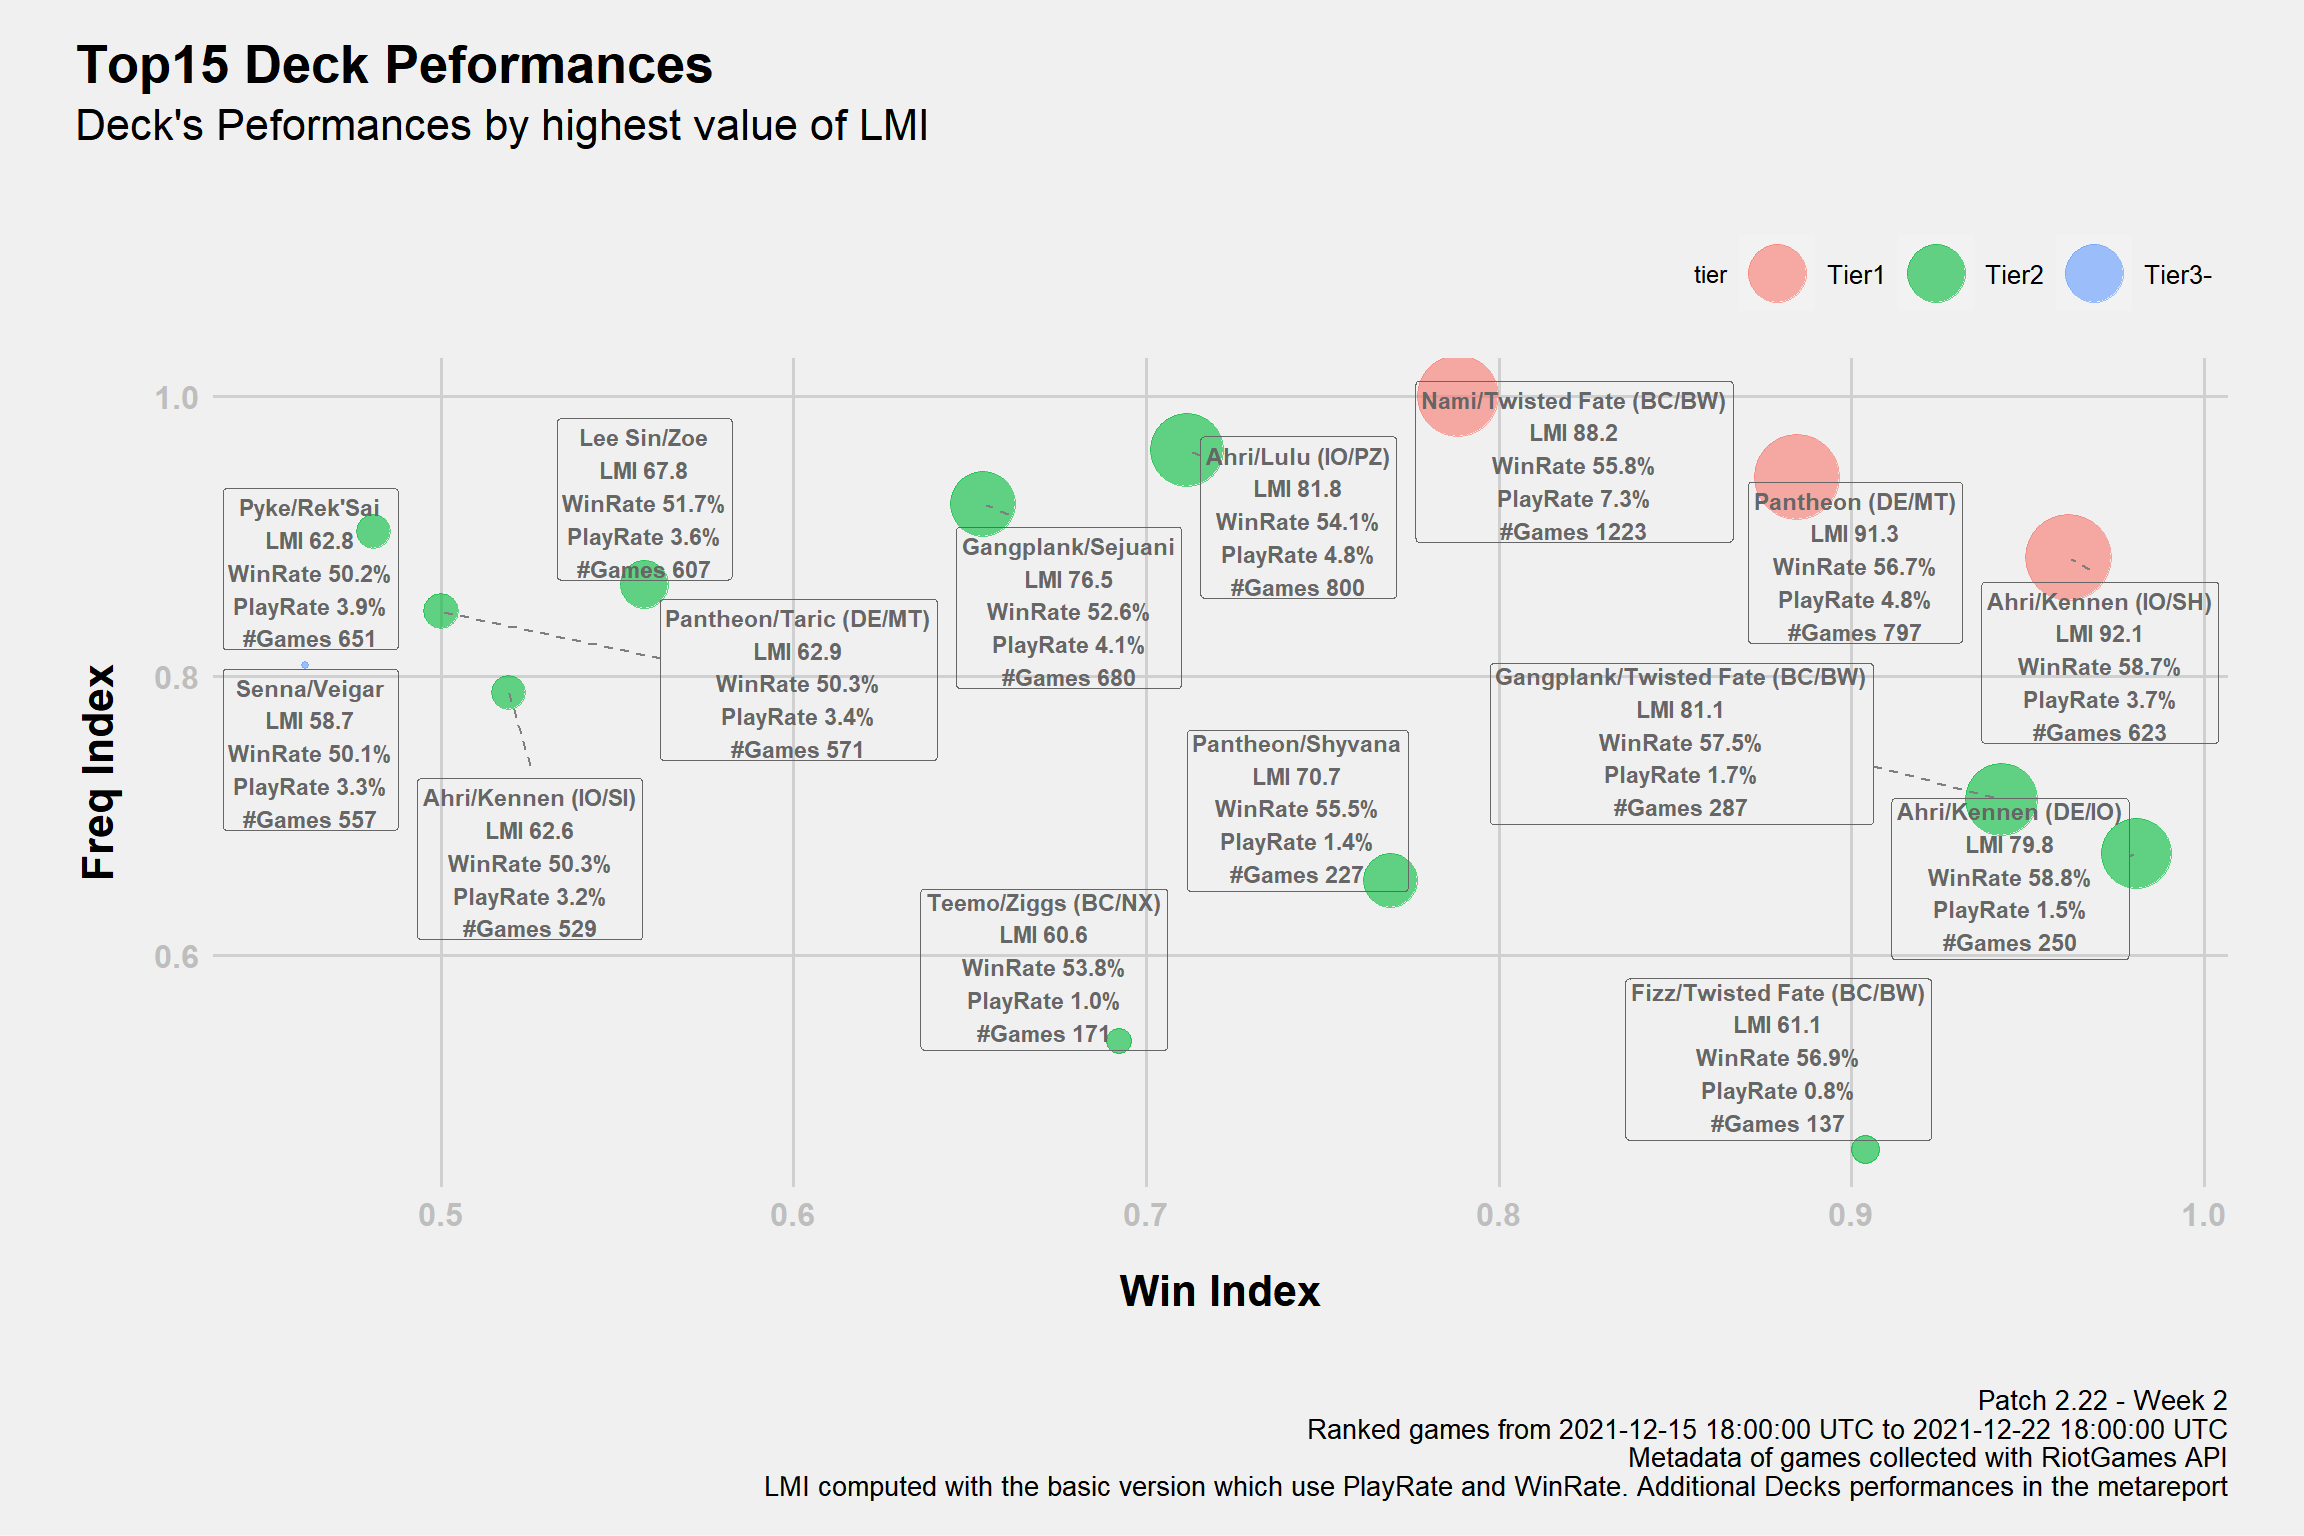 Top15 Deck Peformances
Deck's Peformances by highest value of LMI
tier Tier1 Tier2 Tier3-
Freq Index
1.0
0.8
0.6
Pyke/Rek'Sai
LMI 62.8
WinRate 50.2%
PlayRate 3.9%
#Games 651
Senna/Veigar
LMI 58.7
WinRate 50.1%
PlayRate 3.3%
#Games 557
Lee Sin/Zoe
LMI 67.8
WinRate 51.7%
PlayRate 3.6%
#Games 607
Ahri/Kennen (IO/SI)
LMI 62.6
WinRate 50.3%
PlayRate 3.2%
#Games 529
Pantheon/Taric (DE/MT)
LMI 62.9
WinRate 50.3%
PlayRate 3.4%
#Games 571
Gangplank/Sejuani
LMI 76.5
WinRate 52.6%
PlayRate 4.1%
#Games 680
Teemo/Ziggs (BC/NX)
LMI 60.6
WinRate 53.8%
PlayRate 1.0%
#Games 171
Ahri/Lulu (IO/PZ)
LMI 81.8
WinRate 54.1%
PlayRate 4.8%
#Games 800
Pantheon/Shyvana
LMI 70.7
WinRate 55.5%
PlayRate 1.4%
#Games 227
Nami/Twisted Fate (BC/BW)
LMI 88.2
WinRate 55.8%
PlayRate 7.3%
#Games 1223
Gangplank/Twisted Fate (BC/BW)
LMI 81.1
WinRate 57.5%
PlayRate 1.7%
#Games 287
Pantheon (DE/MT)
LMI 91.3
WinRate 56.7%
PlayRate 4.8%
#Games 797
Ahri/Kennen (IO/SH)
LMI 92.1
WinRate 58.7%
PlayRate 3.7%
#Games 623
Ahri/Kennen (DE/IO)
LMI 79.8
WinRate 58.8%
PlayRate 1.5%
#Games 250
Fizz/Twisted Fate (BC/BW)
LMI 61.1
WinRate 56.9%
PlayRate 0.8%
#Games 137
0.5 0.6 0.7 0.8 0.9 1.0
Win Index
Patch 2.22 - Week 2
Ranked games from 2021-12-15 18:00:00 UTC to 2021-12-22 18:00:00 UTC
Metadata of games collected with RiotGames API
LMI computed with the basic version which use PlayRate and WinRate. Additional Decks performances in the metareport